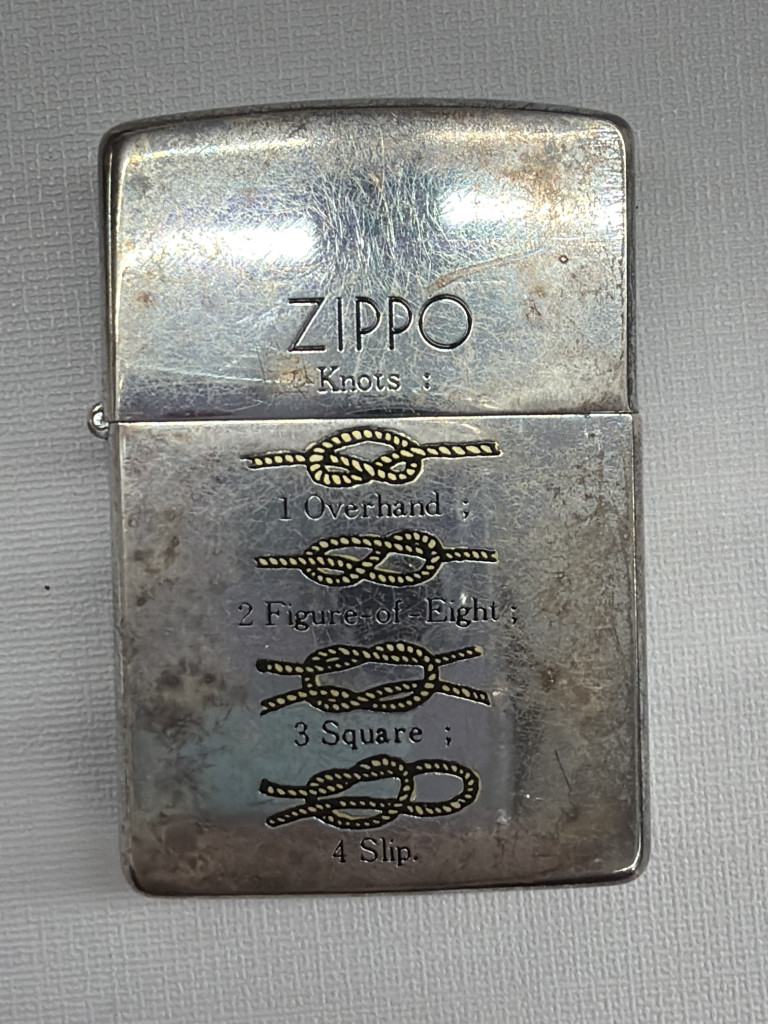 ZIPPO
Knots :
1 Overhand ;
2 Figure-of-Eight ;
3 Square ;
4 Slip.